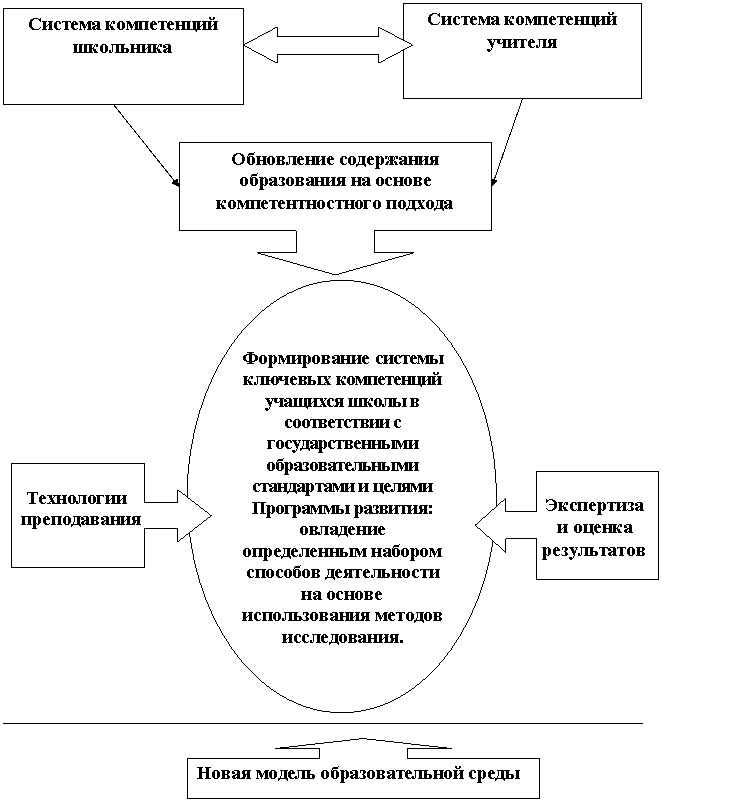 Система компетенций
школьника
Система компетенций
учителя
Обновление содержания
образования на основе
компетентностного подхода
Формирование системы
ключевых компетенций
учащихся школы в
соответствии с
государственными
образовательными
стандартами и целями
Программы развития:
овладение
определенным набором
способов деятельности
на основе
использования методов
исследования.
Технологии
преподавания
Экспертиза
и оценка
результатов
Новая модель образовательной среды